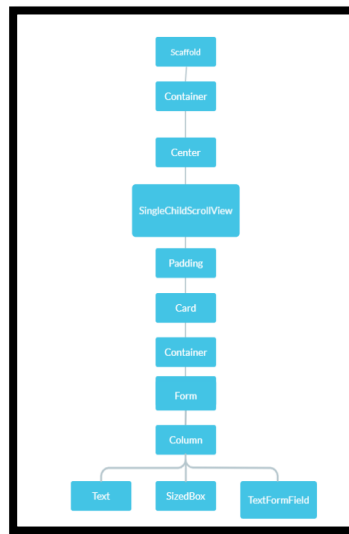 Scaffold
Container
Center
SingleChildScrollView
Padding
Card
Container
Form
Column
Text
SizedBox
TextFormField